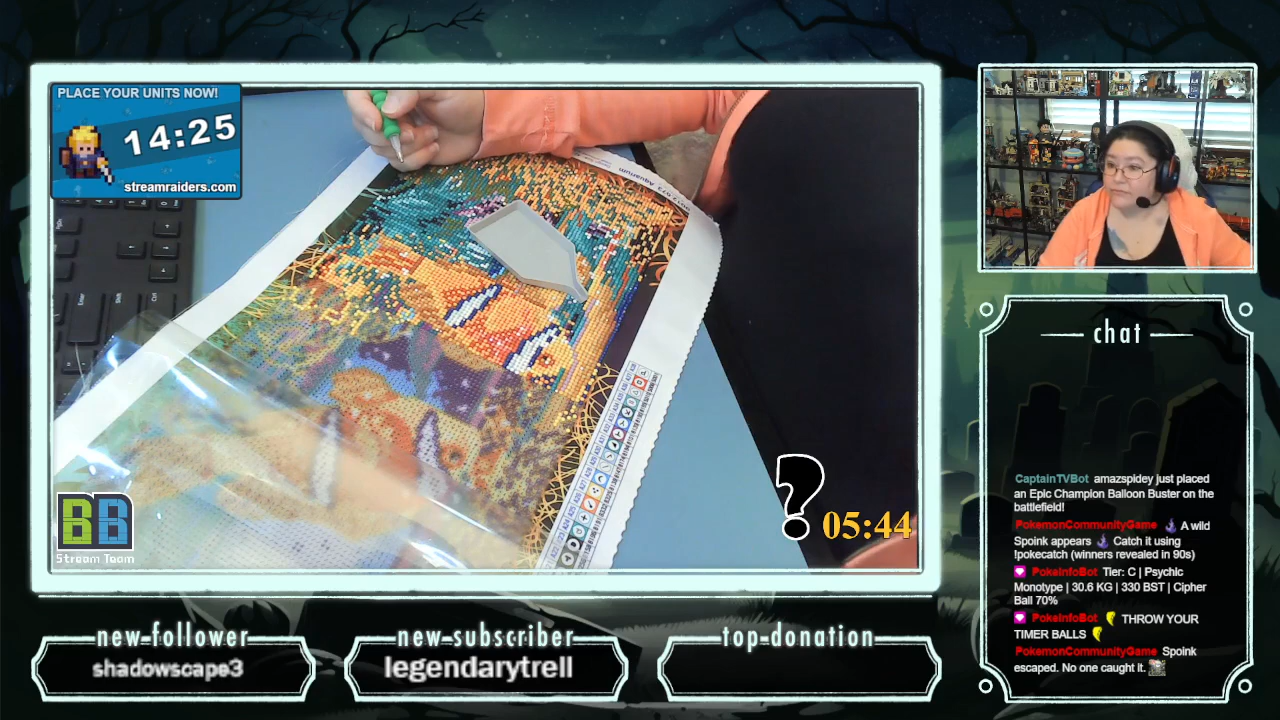 PLACE YOUR UNITS NOW!
14:25
streamraiders.com
Aquarium
BB
Stream Team
?
05:44
chat
CaptainTVBot amazspidey just placed
an Epic Champion Balloon Buster on the
battlefield!
PokemonCommunityGame A wild
Spoink appears Catch it using
!pokecatch (winners revealed in 90s)
PokeInfoBot Tier: C | Psychic
Monotype | 30.6 KG | 330 BST | Cipher
Ball 70%
PokeInfoBot THROW YOUR
TIMER BALLS
PokemonCommunityGame Spoink
escaped. No one caught it.
new follower
shadowscape3
new subscriber
legendarytrell
top donation